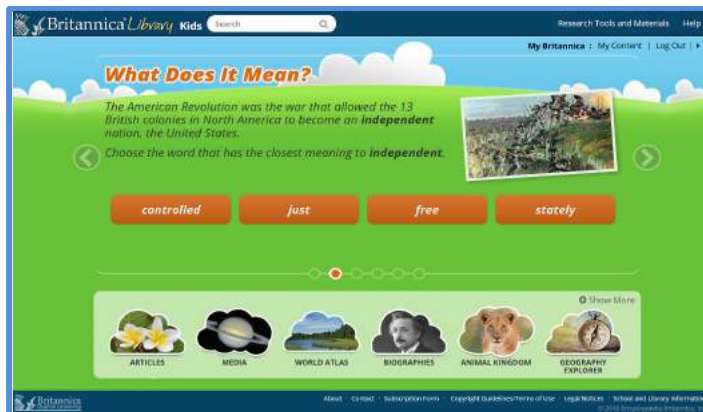 Britannica Library Kids Search Research Tools and Materials Help
My Britannica : My Content | Log Out |
What Does It Mean?
The American Revolution was the war that allowed the 13
British colonies in North America to become an independent
nation, the United States.
Choose the word that has the closest meaning to independent.
controlled just free stately
Show More
ARTICLES MEDIA WORLD ATLAS BIOGRAPHIES ANIMAL KINGDOM GEOGRAPHY
EXPLORER
Britannica About Contact Subscription Form Copyright Guidelines/Terms of Use Legal Notices School and Library Information